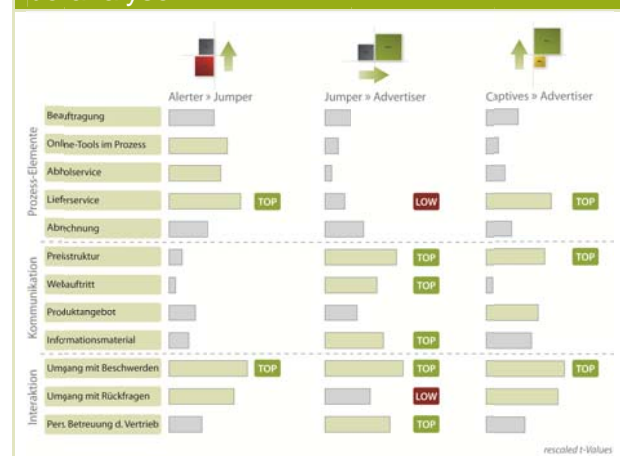 Alerter » Jumper
Jumper » Advertiser
Captives » Advertiser
Prozess-Elemente
Beauftragung
Online-Tools im Prozess
Abholservice
Lieferservice TOP LOW TOP
Abrechnung
Kommunikation
Preisstruktur TOP TOP
Webauftritt TOP
Produktangebot
Informationsmaterial TOP
Interaktion
Umgang mit Beschwerden TOP TOP TOP
Umgang mit Rückfragen LOW
Pers. Betreuung d. Vertrieb TOP
rescaled t-Values